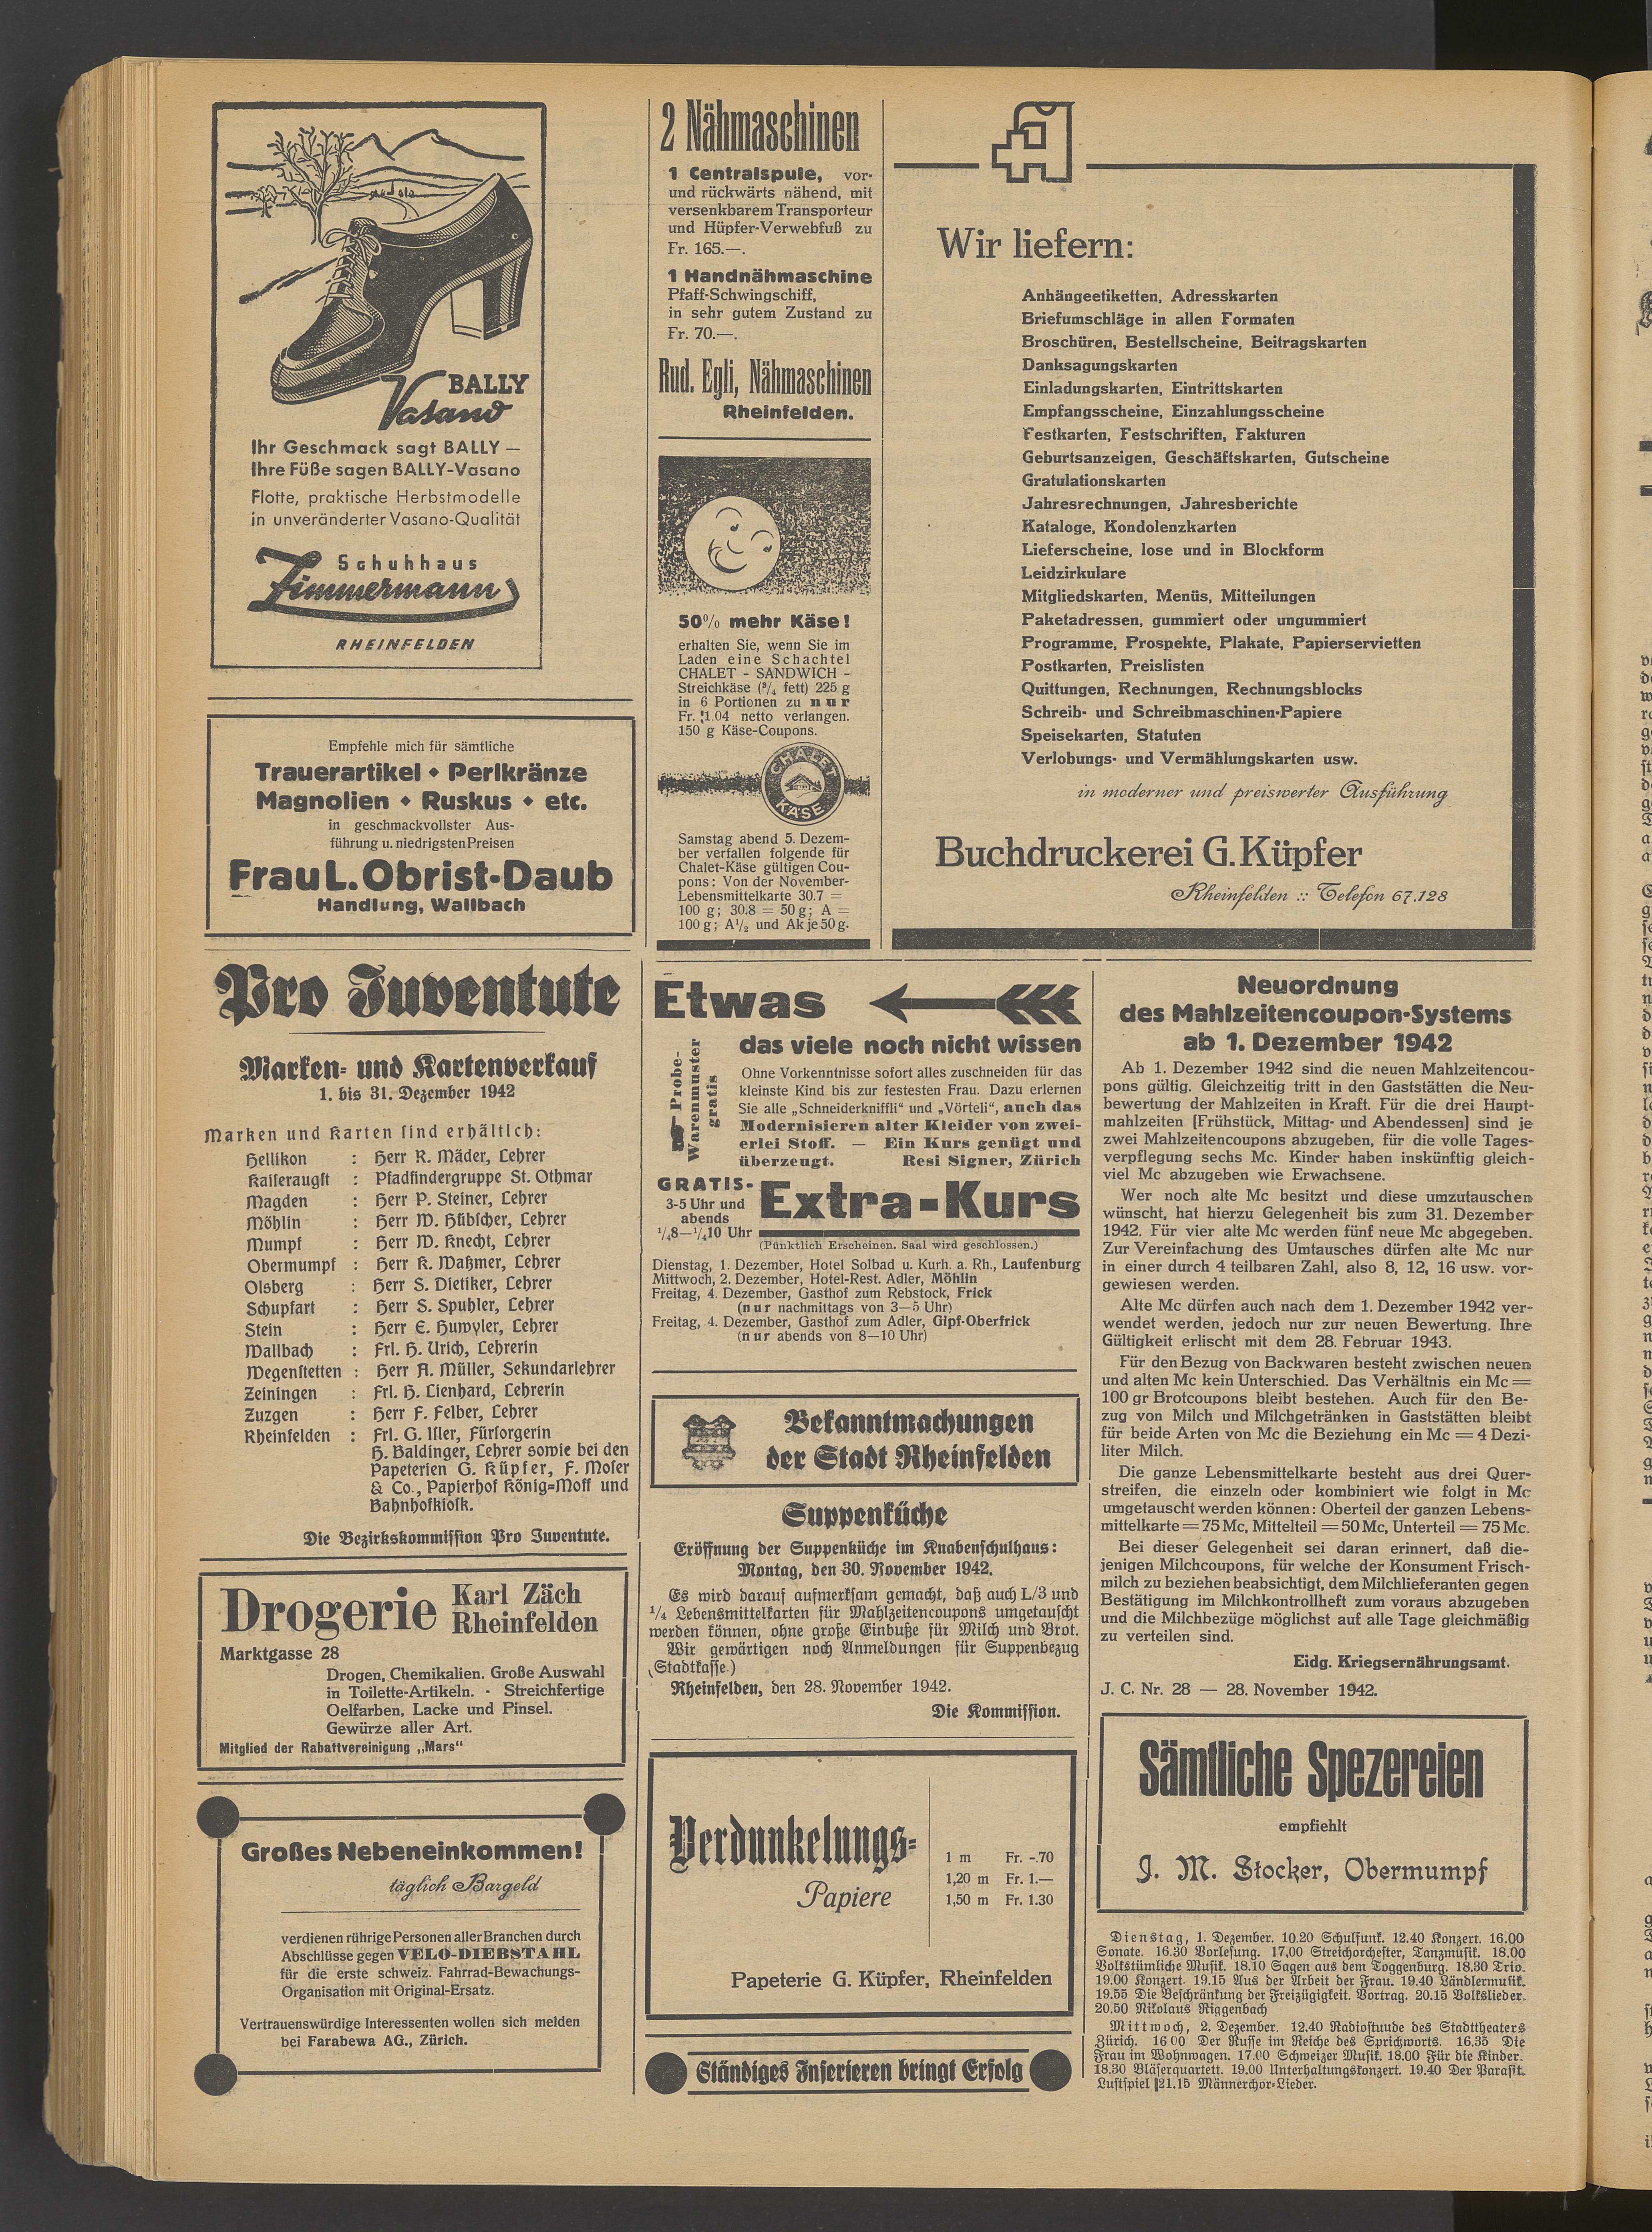 BALLY
Vasano
Ihr Geschmack sagt BALLY —
Ihre Füße sagen BALLY-Vasano
Flotte, praktische Herbstmodelle
in unveränderter Vasano-Qualität
Schuhhaus
Zimmermann
RHEINFELDEN
Empfehle mich für sämtliche
Trauerartikel • Perlkränze
Magnolien • Ruskus • etc.
in geschmackvollster Aus-
führung u. niedrigsten Preisen
Frau L. Obrist-Daub
Handlung, Wallbach
2 Nähmaschinen
1 Centralspule, vor-
und rückwärts nähend, mit
versenkbarem Transporteur
und Hüpfer-Verwebfuß zu
Fr. 165.—.
1 Handnähmaschine
Pfaff-Schwingschiff,
in sehr gutem Zustand zu
Fr. 70.—.
Rud. Egli, Nähmaschinen
Rheinfelden.
50% mehr Käse!
erhalten Sie, wenn Sie im
Laden eine Schachtel
CHALET - SANDWICH -
Streichkäse (¾ fett) 225 g
in 6 Portionen zu nur
Fr. 1.04 netto verlangen.
150 g Käse-Coupons.
CHALET
KÄSE
Samstag abend 5. Dezem-
ber verfallen folgende für
Chalet-Käse gültigen Cou-
pons: Von der November-
Lebensmittelkarte 30.7 =
100 g; 30.8 = 50 g; A =
100 g; A½ und Ak je 50 g.
Wir liefern:
Anhängeetiketten, Adresskarten
Briefumschläge in allen Formaten
Broschüren, Bestellscheine, Beitragskarten
Danksagungskarten
Einladungskarten, Eintrittskarten
Empfangsscheine, Einzahlungsscheine
Festkarten, Festschriften, Fakturen
Geburtsanzeigen, Geschäftskarten, Gutscheine
Gratulationskarten
Jahresrechnungen, Jahresberichte
Kataloge, Kondolenzkarten
Lieferscheine, lose und in Blockform
Leidzirkulare
Mitgliedskarten, Menüs, Mitteilungen
Paketadressen, gummiert oder ungummiert
Programme, Prospekte, Plakate, Papierservietten
Postkarten, Preislisten
Quittungen, Rechnungen, Rechnungsblocks
Schreib- und Schreibmaschinen-Papiere
Speisekarten, Statuten
Verlobungs- und Vermählungskarten usw.
in moderner und preiswerter Ausführung
Buchdruckerei G. Küpfer
Rheinfelden :: Telefon 67.128
Pro Juventute
Marken- und Kartenverkauf
1. bis 31. Dezember 1942
Marken und Karten sind erhältlich:
Hellikon : Herr K. Mäder, Lehrer
Kaiseraugst : Pfadfindergruppe St. Othmar
Magden : Herr P. Steiner, Lehrer
Möhlin : Herr W. Hübscher, Lehrer
Mumpf : Herr W. Knecht, Lehrer
Obermumpf : Herr K. Waßmer, Lehrer
Olsberg : Herr S. Dietiker, Lehrer
Schupfart : Herr S. Spuhler, Lehrer
Stein : Herr E. Huwyler, Lehrer
Wallbach : Frl. H. Urich, Lehrerin
Wegenstetten : Herr A. Müller, Sekundarlehrer
Zeiningen : Frl. H. Lienhard, Lehrerin
Zuzgen : Herr F. Felber, Lehrer
Rheinfelden : Frl. G. Isler, Fürsorgerin
H. Baldinger, Lehrer sowie bei den
Papeterien G. Küpfer, F. Moser
& Co., Papierhof König-Moff und
Bahnhofkiosk.
Die Bezirkskommission Pro Juventute.
Drogerie Karl Zäch
Rheinfelden
Marktgasse 28
Drogen, Chemikalien. Große Auswahl
in Toilette-Artikeln. - Streichfertige
Oelfarben, Lacke und Pinsel.
Gewürze aller Art.
Mitglied der Rabattvereinigung „Mars"
Großes Nebeneinkommen!
täglich Bargeld
verdienen rührige Personen aller Branchen durch
Abschlüsse gegen VELO-DIEBSTAHL
für die erste schweiz. Fahrrad-Bewachungs-
Organisation mit Original-Ersatz.
Vertrauenswürdige Interessenten wollen sich melden
bei Farabewa AG., Zürich.
Etwas
das viele noch nicht wissen
Probe-
Warenmuster
gratis
Ohne Vorkenntnisse sofort alles zuschneiden für das
kleinste Kind bis zur festesten Frau. Dazu erlernen
Sie alle „Schneiderkniffli" und „Vörteli", auch das
Modernisieren alter Kleider von zwei-
erlei Stoff. — Ein Kurs genügt und
überzeugt. Resi Signer, Zürich
GRATIS-
3-5 Uhr und
abends
¼8—¼10 Uhr
Extra-Kurs
(Pünktlich Erscheinen. Saal wird geschlossen.)
Dienstag, 1. Dezember, Hotel Solbad u. Kurh. a. Rh., Laufenburg
Mittwoch, 2. Dezember, Hotel-Rest. Adler, Möhlin
Freitag, 4. Dezember, Gasthof zum Rebstock, Frick
(nur nachmittags von 3—5 Uhr)
Freitag, 4. Dezember, Gasthof zum Adler, Gipf-Oberfrick
(nur abends von 8—10 Uhr)
Bekanntmachungen
der Stadt Rheinfelden
Suppenküche
Eröffnung der Suppenküche im Knabenschulhaus:
Montag, den 30. November 1942.
Es wird darauf aufmerksam gemacht, daß auch L/3 und
¼ Lebensmittelkarten für Mahlzeitencoupons umgetauscht
werden können, ohne große Einbuße für Milch und Brot.
Wir gewärtigen noch Anmeldungen für Suppenbezug
(Stadtkasse.)
Rheinfelden, den 28. November 1942.
Die Kommission.
Verdunkelungs-
Papiere
1 m Fr. -.70
1,20 m Fr. 1.—
1,50 m Fr. 1.30
Papeterie G. Küpfer, Rheinfelden
Ständiges Inserieren bringt Erfolg
Neuordnung
des Mahlzeitencoupon-Systems
ab 1. Dezember 1942
Ab 1. Dezember 1942 sind die neuen Mahlzeitencou-
pons gültig. Gleichzeitig tritt in den Gaststätten die Neu-
bewertung der Mahlzeiten in Kraft. Für die drei Haupt-
mahlzeiten [Frühstück, Mittag- und Abendessen] sind je
zwei Mahlzeitencoupons abzugeben, für die volle Tages-
verpflegung sechs Mc. Kinder haben inskünftig gleich-
viel Mc abzugeben wie Erwachsene.
Wer noch alte Mc besitzt und diese umzutauschen
wünscht, hat hierzu Gelegenheit bis zum 31. Dezember
1942. Für vier alte Mc werden fünf neue Mc abgegeben.
Zur Vereinfachung des Umtausches dürfen alte Mc nur
in einer durch 4 teilbaren Zahl, also 8, 12, 16 usw. vor-
gewiesen werden.
Alte Mc dürfen auch nach dem 1. Dezember 1942 ver-
wendet werden, jedoch nur zur neuen Bewertung. Ihre
Gültigkeit erlischt mit dem 28. Februar 1943.
Für den Bezug von Backwaren besteht zwischen neuen
und alten Mc kein Unterschied. Das Verhältnis ein Mc =
100 gr Brotcoupons bleibt bestehen. Auch für den Be-
zug von Milch und Milchgetränken in Gaststätten bleibt
für beide Arten von Mc die Beziehung ein Mc = 4 Dezi-
liter Milch.
Die ganze Lebensmittelkarte besteht aus drei Quer-
streifen, die einzeln oder kombiniert wie folgt in Mc
umgetauscht werden können: Oberteil der ganzen Lebens-
mittelkarte = 75 Mc, Mittelteil = 50 Mc, Unterteil = 75 Mc.
Bei dieser Gelegenheit sei daran erinnert, daß die-
jenigen Milchcoupons, für welche der Konsument Frisch-
milch zu beziehen beabsichtigt, dem Milchlieferanten gegen
Bestätigung im Milchkontrollheft zum voraus abzugeben
und die Milchbezüge möglichst auf alle Tage gleichmäßig
zu verteilen sind.
Eidg. Kriegsernährungsamt.
J. C. Nr. 28 — 28. November 1942.
Sämtliche Spezereien
empfiehlt
J. M. Stocker, Obermumpf
Dienstag, 1. Dezember. 10.20 Schulfunk. 12.40 Konzert. 16.00
Sonate. 16.30 Vorlesung. 17,00 Streichorchester, Tanzmusik. 18.00
Volkstümliche Musik. 18.10 Sagen aus dem Toggenburg. 18.30 Trio.
19.00 Konzert. 19.15 Aus der Arbeit der Frau. 19.40 Ländlermusik.
19.55 Die Beschränkung der Freizügigkeit. Vortrag. 20.15 Volkslieder.
20.50 Nikolaus Riggenbach
Mittwoch, 2. Dezember. 12.40 Radiostuude des Stadttheaters
Zürich. 16 00 Der Russe im Reiche des Sprichworts. 16.35 Die
Frau im Wohnwagen. 17.00 Schweizer Musik. 18.00 Für die Kinder.
18.30 Bläserquartett. 19.00 Unterhaltungskonzert. 19.40 Der Parasit.
Lustspiel 21.15 Männerchor-Lieder.